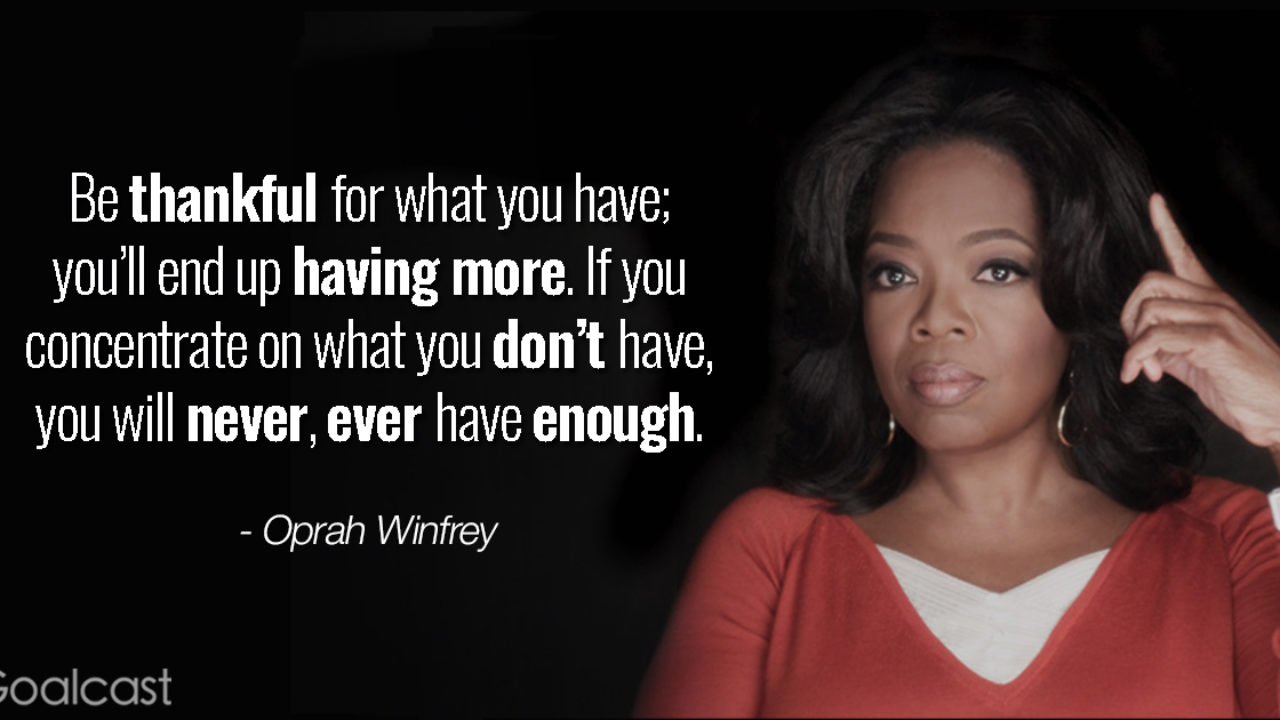 Be thankful for what you have;
you’ll end up having more. If you
concentrate on what you don’t have,
you will never, ever have enough.
- Oprah Winfrey
Goalcast